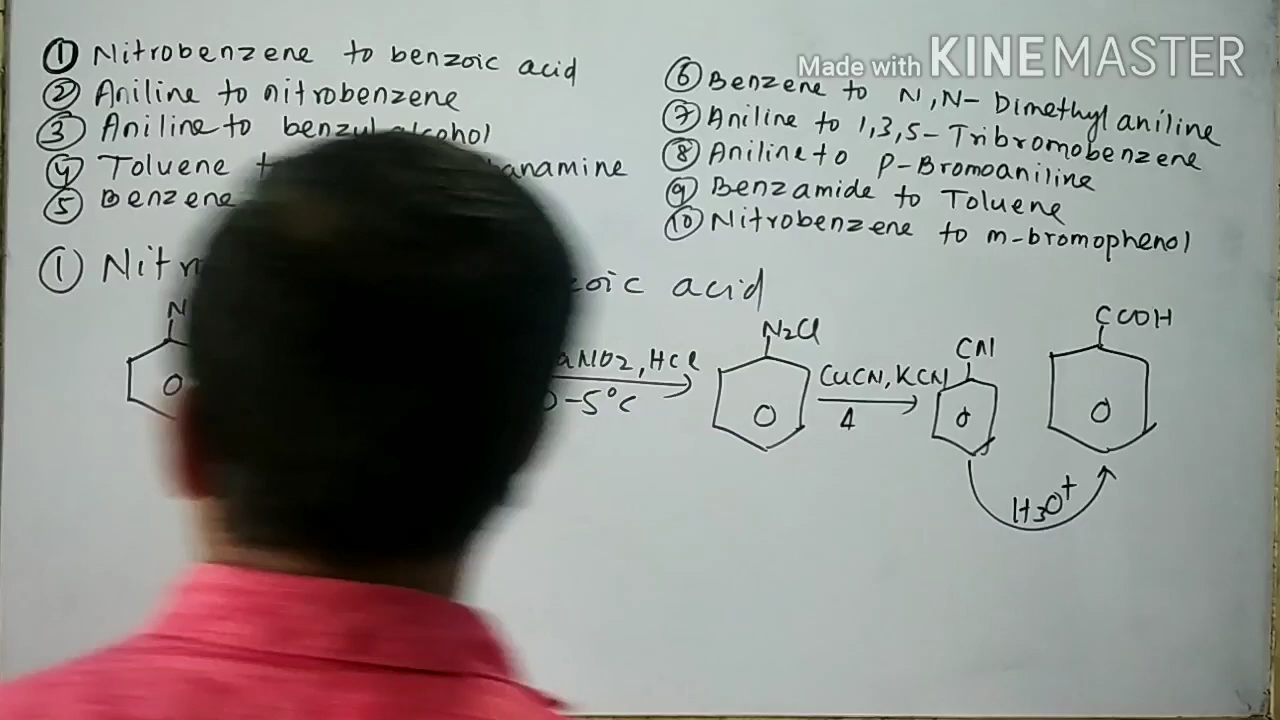 ① Nitrobenzene to benzoic acid
② Aniline to nitrobenzene
③ Aniline to benzyl alcohol
④ Toluene
⑤ Benzene
Made with KINEMASTER
⑥ Benzene to N,N-Dimethyl aniline
⑦ Aniline to 1,3,5-Tribromobenzene
⑧ Aniline to P-Bromoaniline
⑨ Benzamide to Toluene
⑩ Nitrobenzene to m-bromophenol
① acid
N2Cl
COOH
CN
NO2, HCl
0-5°C
CuCN, KCN
Δ
H3O+